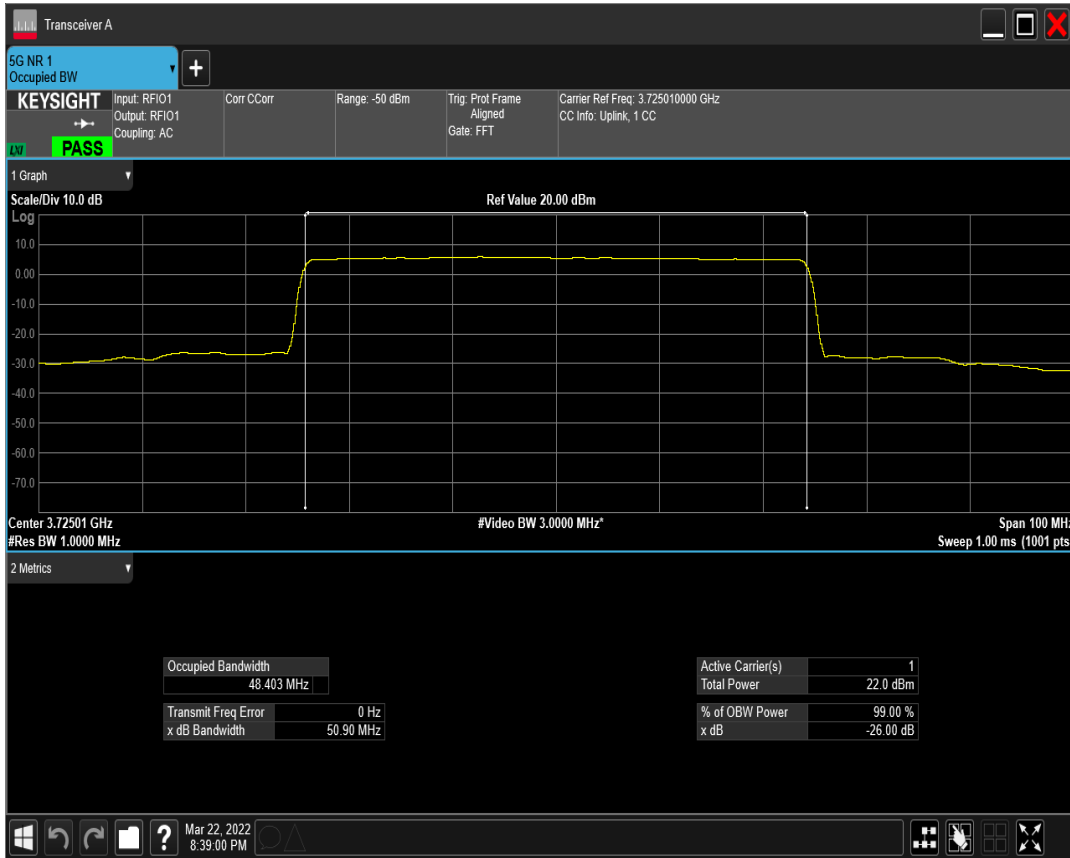 Transceiver A
5G NR 1
Occupied BW
+
KEYSIGHT
LXI
PASS
Input: RFIO1
Output: RFIO1
Coupling: AC
Corr CCorr
Range: -50 dBm
Trig: Prot Frame
Aligned
Gate: FFT
Carrier Ref Freq: 3.725010000 GHz
CC Info: Uplink, 1 CC
1 Graph
Scale/Div 10.0 dB
Ref Value 20.00 dBm
Log
10.0
0.00
-10.0
-20.0
-30.0
-40.0
-50.0
-60.0
-70.0
Center 3.72501 GHz
#Video BW 3.0000 MHz*
Span 100 MHz
#Res BW 1.0000 MHz
Sweep 1.00 ms (1001 pts
2 Metrics
Occupied Bandwidth
48.403 MHz
Transmit Freq Error 0 Hz
x dB Bandwidth 50.90 MHz
Active Carrier(s) 1
Total Power 22.0 dBm
% of OBW Power 99.00 %
x dB -26.00 dB
?
Mar 22, 2022
8:39:00 PM